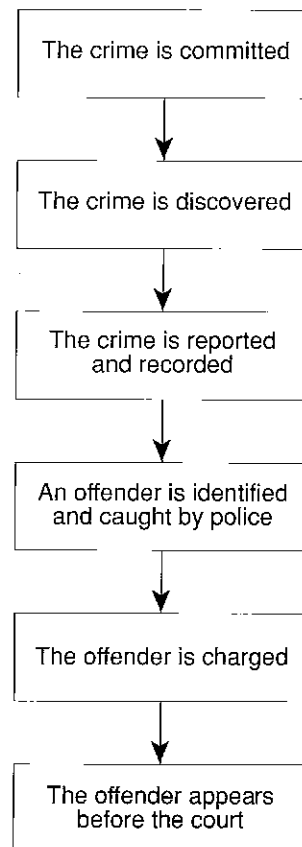 The crime is committed
The crime is discovered
The crime is reported
and recorded
An offender is identified
and caught by police
The offender is charged
The offender appears
before the court